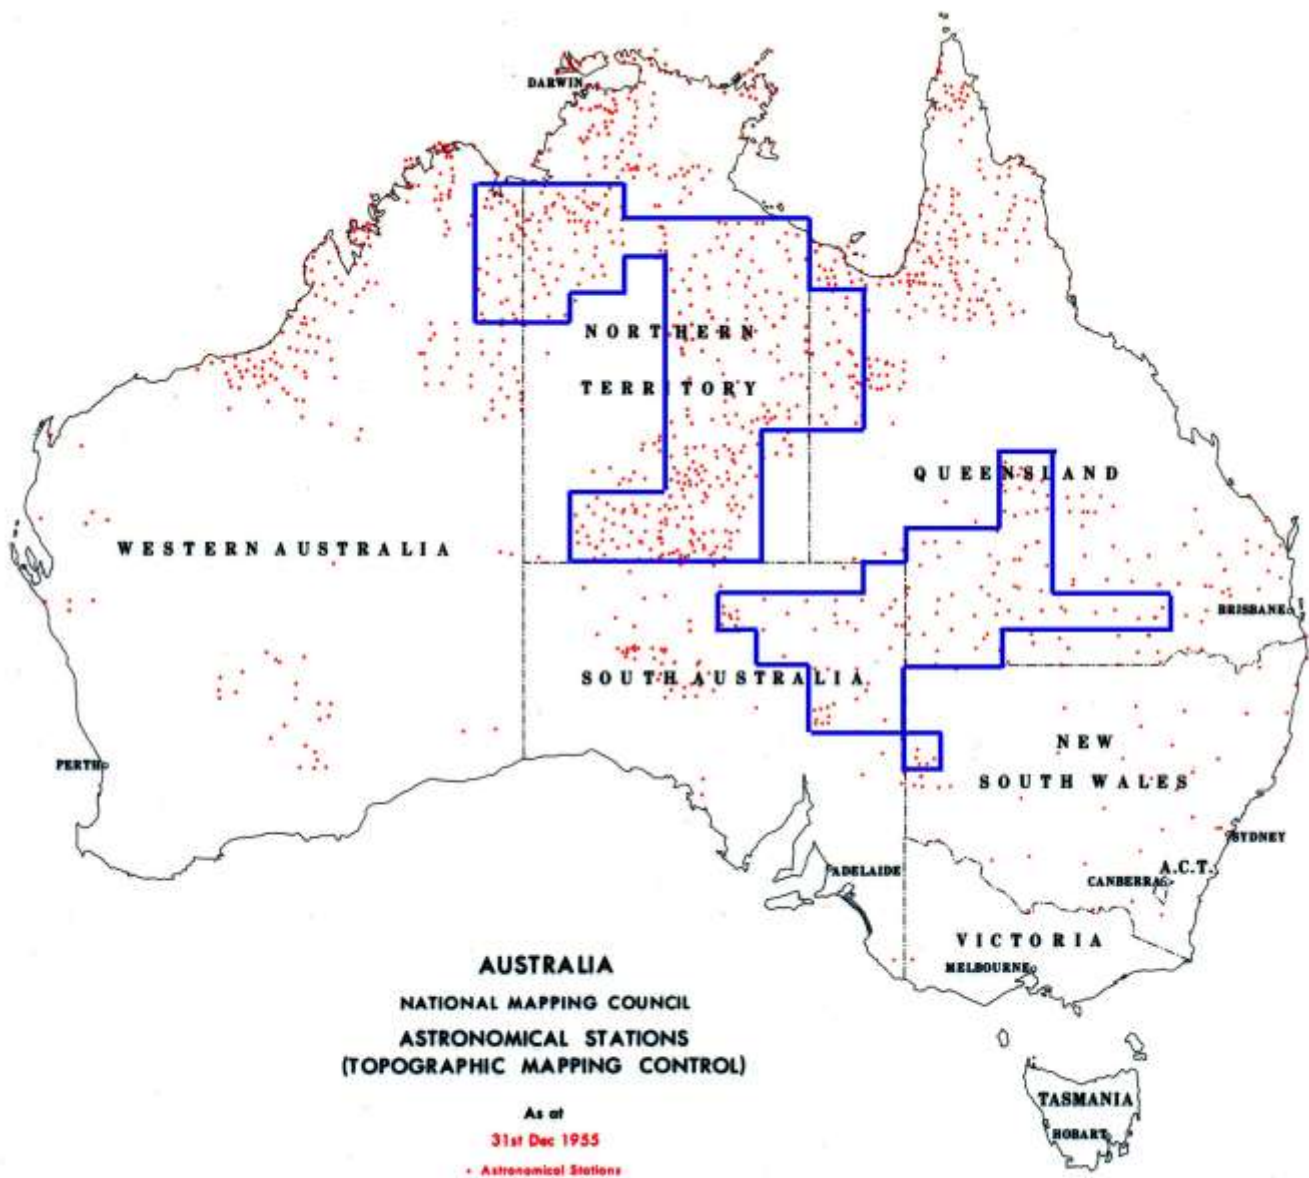 DARWIN
NORTHERN
TERRITORY
QUEENSLAND
WESTERN AUSTRALIA
BRISBANE
SOUTH AUSTRALIA
NEW
SOUTH WALES
PERTH
SYDNEY
ADELAIDE
A.C.T.
CANBERRA
VICTORIA
MELBOURNE
AUSTRALIA
NATIONAL MAPPING COUNCIL
ASTRONOMICAL STATIONS
(TOPOGRAPHIC MAPPING CONTROL)
As at
31st Dec 1955
• Astronomical Stations
TASMANIA
HOBART